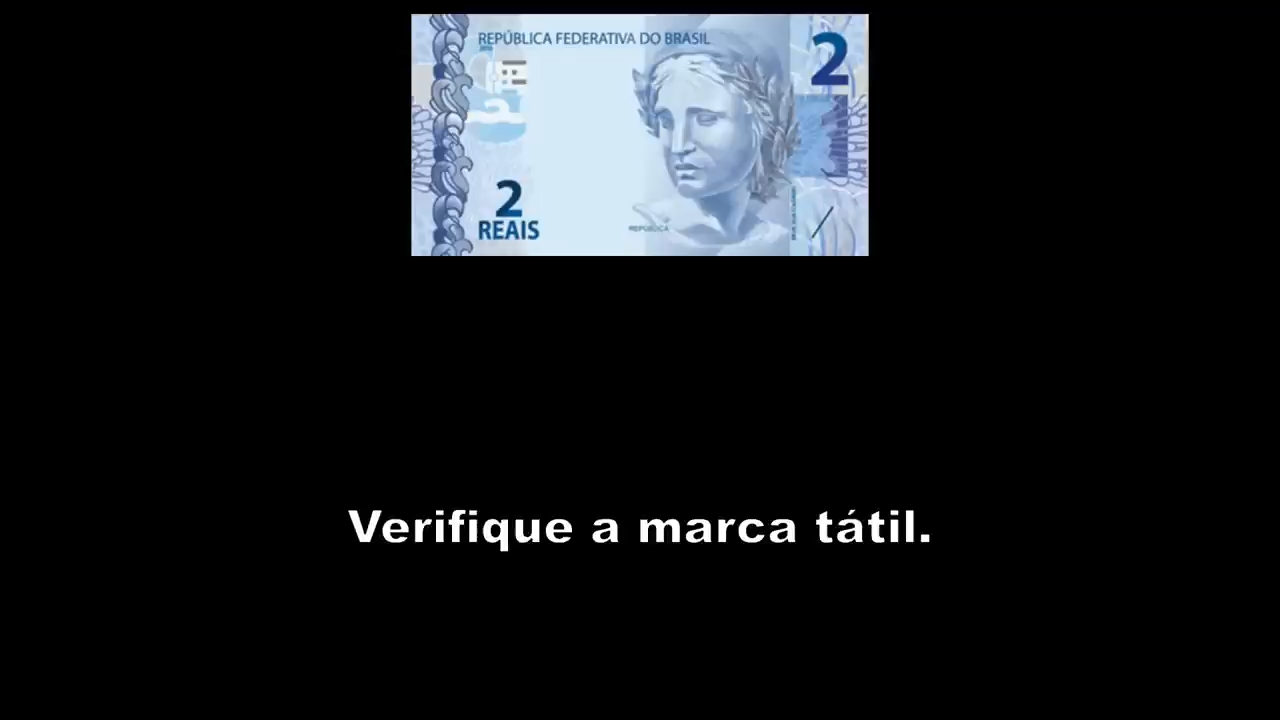 REPÚBLICA FEDERATIVA DO BRASIL
2
2
REAIS
REPÚBLICA
Verifique a marca tátil.